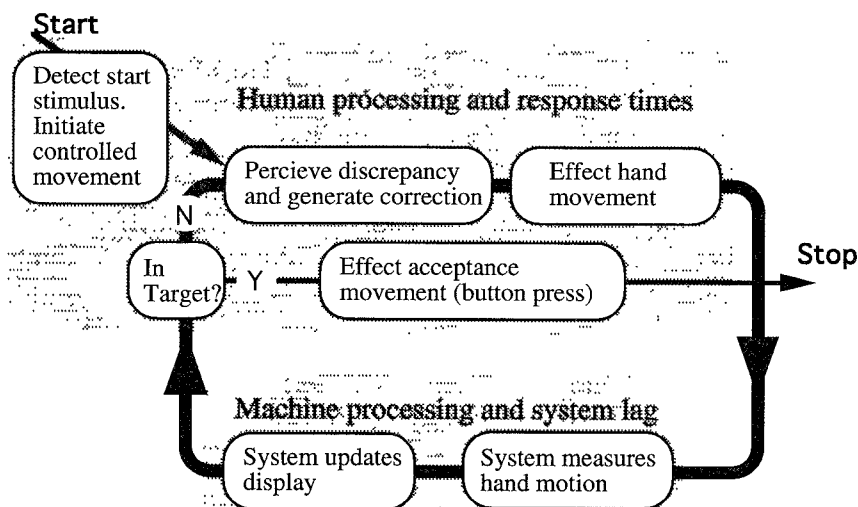 Start
Detect start
stimulus.
Initiate
controlled
movement
Human processing and response times
Percieve discrepancy
and generate correction
Effect hand
movement
N
In
Target?
Y
Effect acceptance
movement (button press)
Stop
Machine processing and system lag
System updates
display
System measures
hand motion